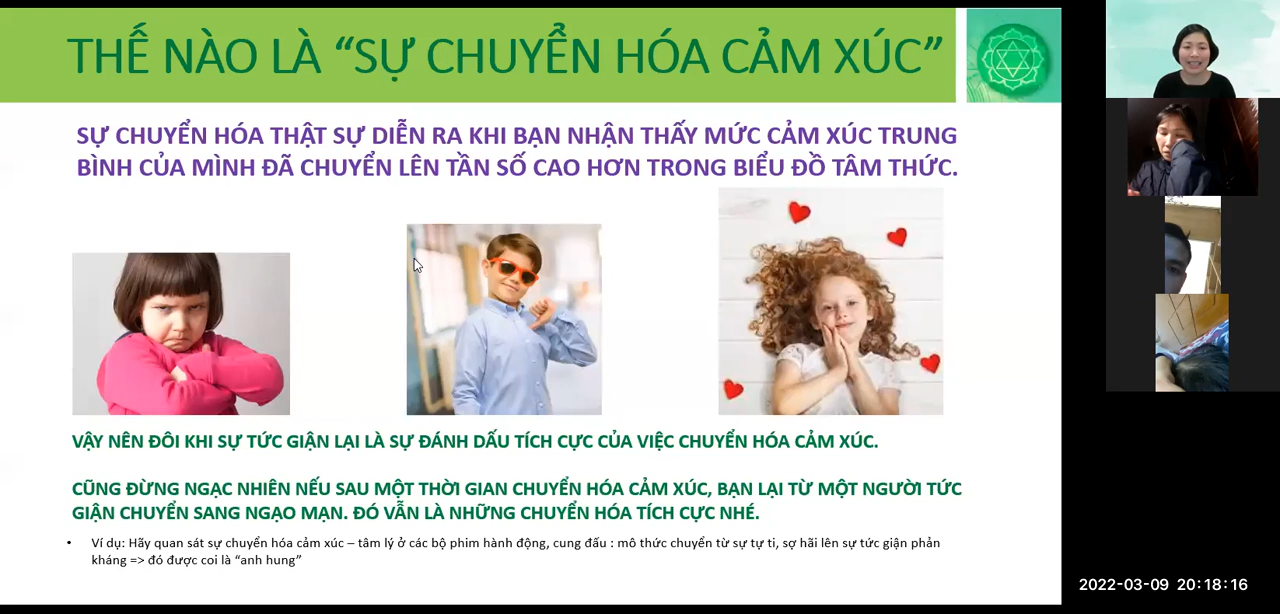 THẾ NÀO LÀ “SỰ CHUYỂN HÓA CẢM XÚC”
SỰ CHUYỂN HÓA THẬT SỰ DIỄN RA KHI BẠN NHẬN THẤY MỨC CẢM XÚC TRUNG
BÌNH CỦA MÌNH ĐÃ CHUYỂN LÊN TẦN SỐ CAO HƠN TRONG BIỂU ĐỒ TÂM THỨC.
VẬY NÊN ĐÔI KHI SỰ TỨC GIẬN LẠI LÀ SỰ ĐÁNH DẤU TÍCH CỰC CỦA VIỆC CHUYỂN HÓA CẢM XÚC.
CŨNG ĐỪNG NGẠC NHIÊN NẾU SAU MỘT THỜI GIAN CHUYỂN HÓA CẢM XÚC, BẠN LẠI TỪ MỘT NGƯỜI TỨC
GIẬN CHUYỂN SANG NGẠO MẠN. ĐÓ VẪN LÀ NHỮNG CHUYỂN HÓA TÍCH CỰC NHÉ.
• Ví dụ: Hãy quan sát sự chuyển hóa cảm xúc – tâm lý ở các bộ phim hành động, cung đấu : mô thức chuyển từ sự tự ti, sợ hãi lên sự tức giận phản
kháng => đó được coi là “anh hung”
2022-03-09 20:18:16